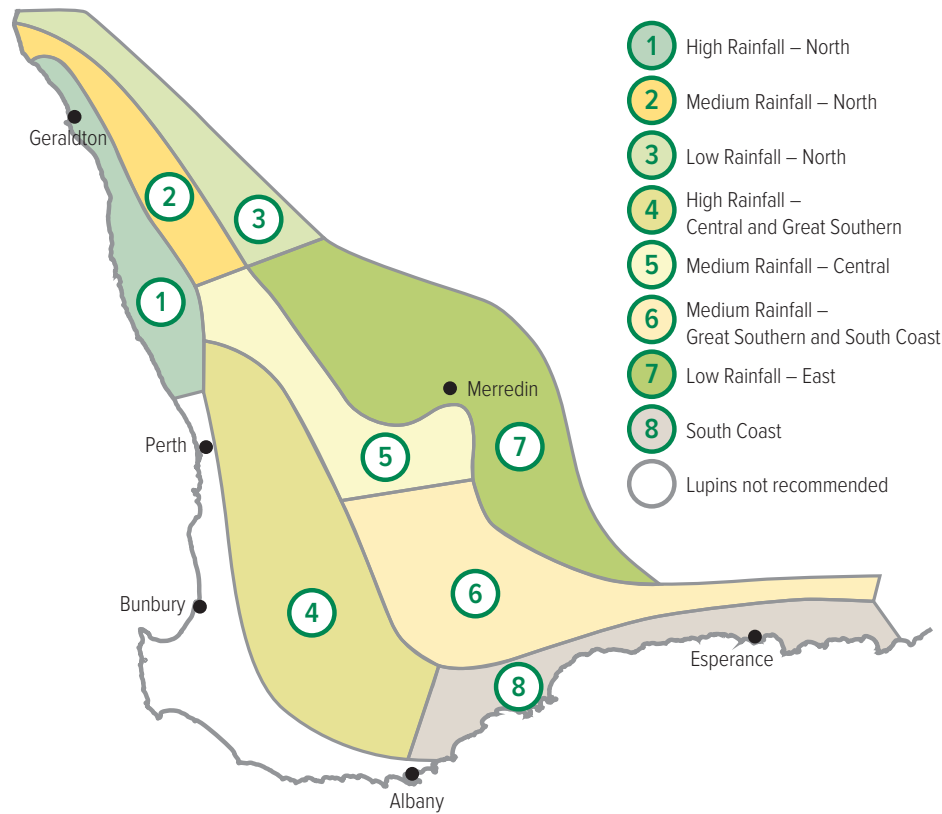 1 High Rainfall – North
2 Medium Rainfall – North
3 Low Rainfall – North
4 High Rainfall –
Central and Great Southern
5 Medium Rainfall – Central
6 Medium Rainfall –
Great Southern and South Coast
7 Low Rainfall – East
8 South Coast
Lupins not recommended
Geraldton
2
3
1
Merredin
Perth
5
7
Bunbury
4
6
Esperance
8
Albany